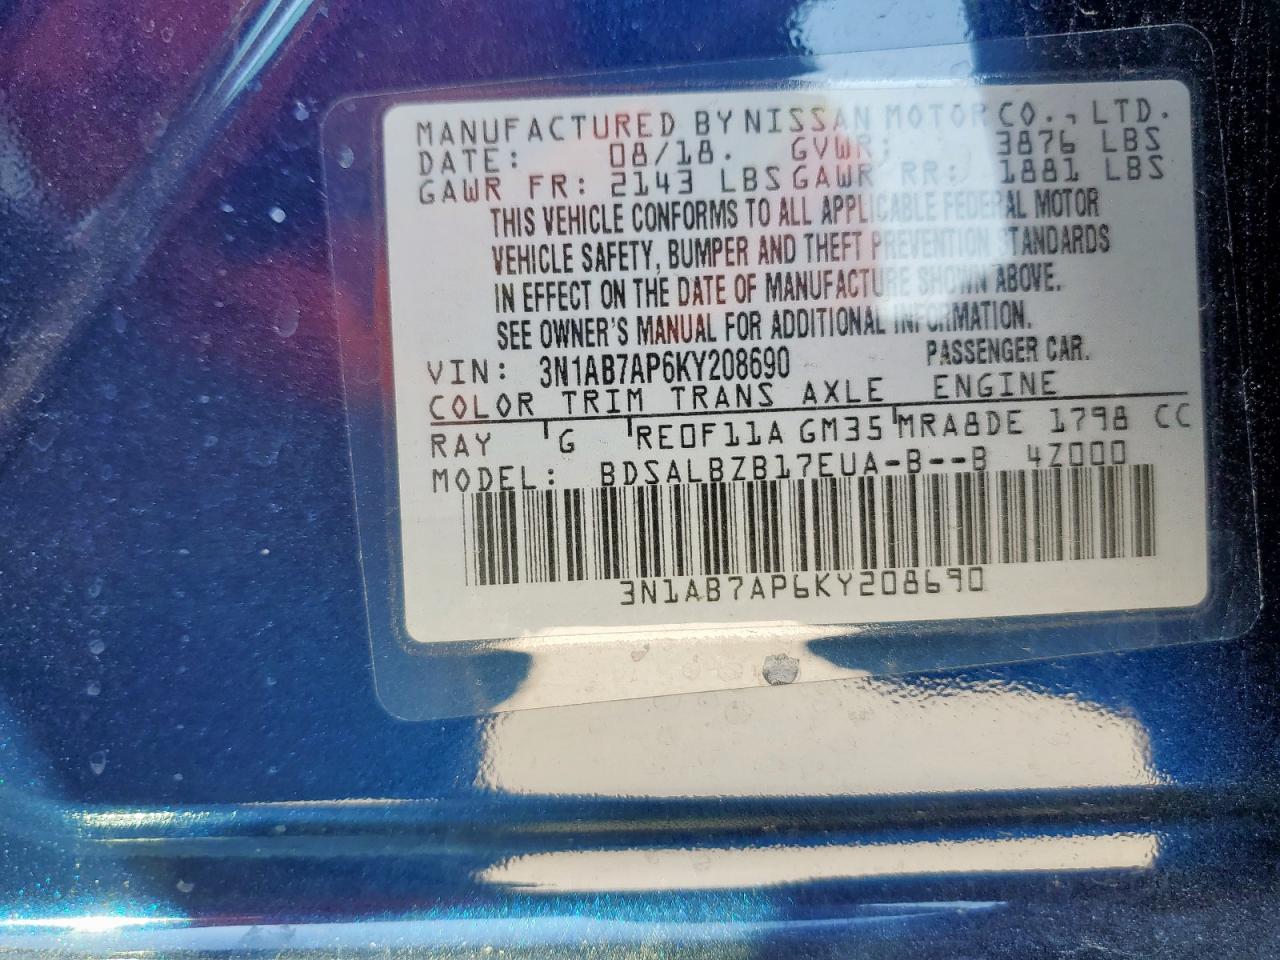 MANUFACTURED BY NISSAN MOTOR CO., LTD.
DATE: 08/18. GVWR: 3876 LBS
GAWR FR: 2143 LBS GAWR RR: 1881 LBS
THIS VEHICLE CONFORMS TO ALL APPLICABLE FEDERAL MOTOR
VEHICLE SAFETY, BUMPER AND THEFT PREVENTION STANDARDS
IN EFFECT ON THE DATE OF MANUFACTURE SHOWN ABOVE.
SEE OWNER'S MANUAL FOR ADDITIONAL INFORMATION.
VIN: 3N1AB7AP6KY208690 PASSENGER CAR.
COLOR TRIM TRANS AXLE ENGINE
RAY G RE0F11A GM35 MRA8DE 1798 CC
MODEL: BDSALBZB17EUA-B--B 4Z000
3N1AB7AP6KY208690